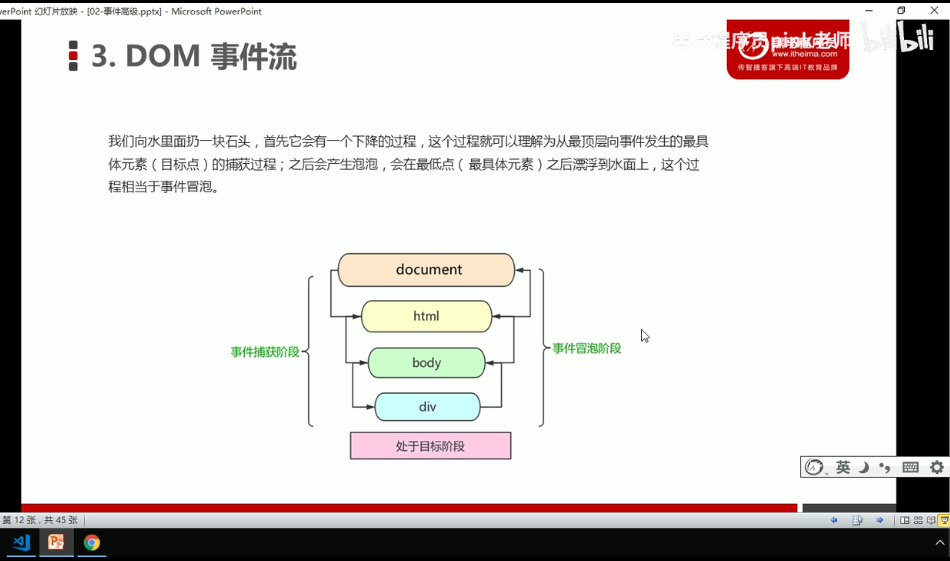 erPoint 幻灯片放映 - [02-事件高级.pptx] - Microsoft PowerPoint
3. DOM 事件流
程序员pink老师
bilibili
www.itheima.com
传智播客旗下高端IT教育品牌
我们向水里面扔一块石头，首先它会有一个下降的过程，这个过程就可以理解为从最顶层向事件发生的最具
体元素（目标点）的捕获过程；之后会产生泡泡，会在最低点（ 最具体元素）之后漂浮到水面上，这个过
程相当于事件冒泡。
document
html
事件捕获阶段
事件冒泡阶段
body
div
处于目标阶段
英
第 12 张，共 45 张